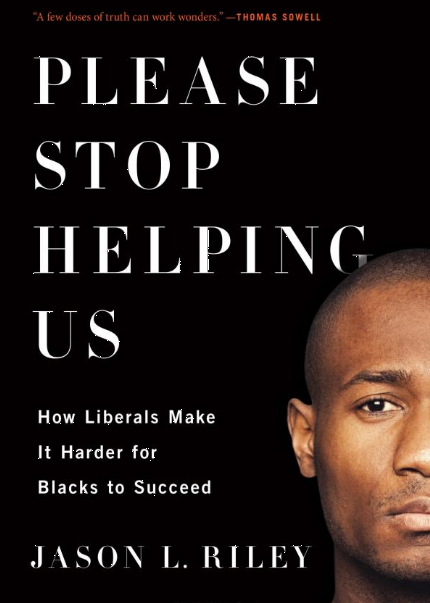 “A few doses of truth can work wonders.” —THOMAS SOWELL
PLEASE
STOP
HELPING
US
How Liberals Make
It Harder for
Blacks to Succeed
JASON L. RILEY